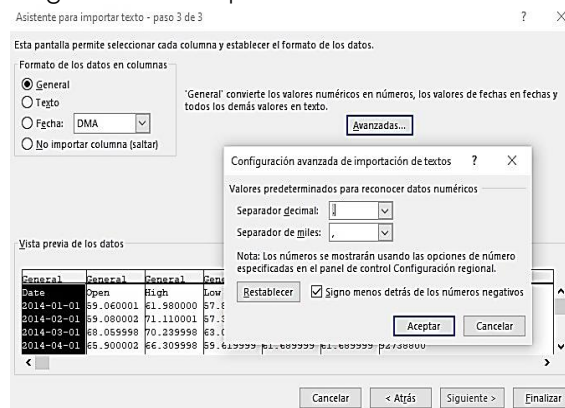 Asistente para importar texto - paso 3 de 3 ? X
Esta pantalla permite seleccionar cada columna y establecer el formato de los datos.
Formato de los datos en columnas
General
Texto
Fecha: DMA
No importar columna (saltar)
'General' convierte los valores numéricos en números, los valores de fechas en fechas y
todos los demás valores en texto.
Avanzadas...
Configuración avanzada de importación de textos ? X
Valores predeterminados para reconocer datos numéricos
Separador decimal: .
Separador de miles: ,
Nota: Los números se mostrarán usando las opciones de número
especificadas en el panel de control Configuración regional.
Restablecer Signo menos detrás de los números negativos
Aceptar Cancelar
Vista previa de los datos
General General General
Date Open High Low
2014-01-01 59.060001 61.980000
2014-02-01 59.080002 71.110001
2014-03-01 68.059998 70.239998
2014-04-01 65.900002 66.309998 59.619999 61.689999 61.689999 92738800
Cancelar < Atrás Siguiente > Finalizar